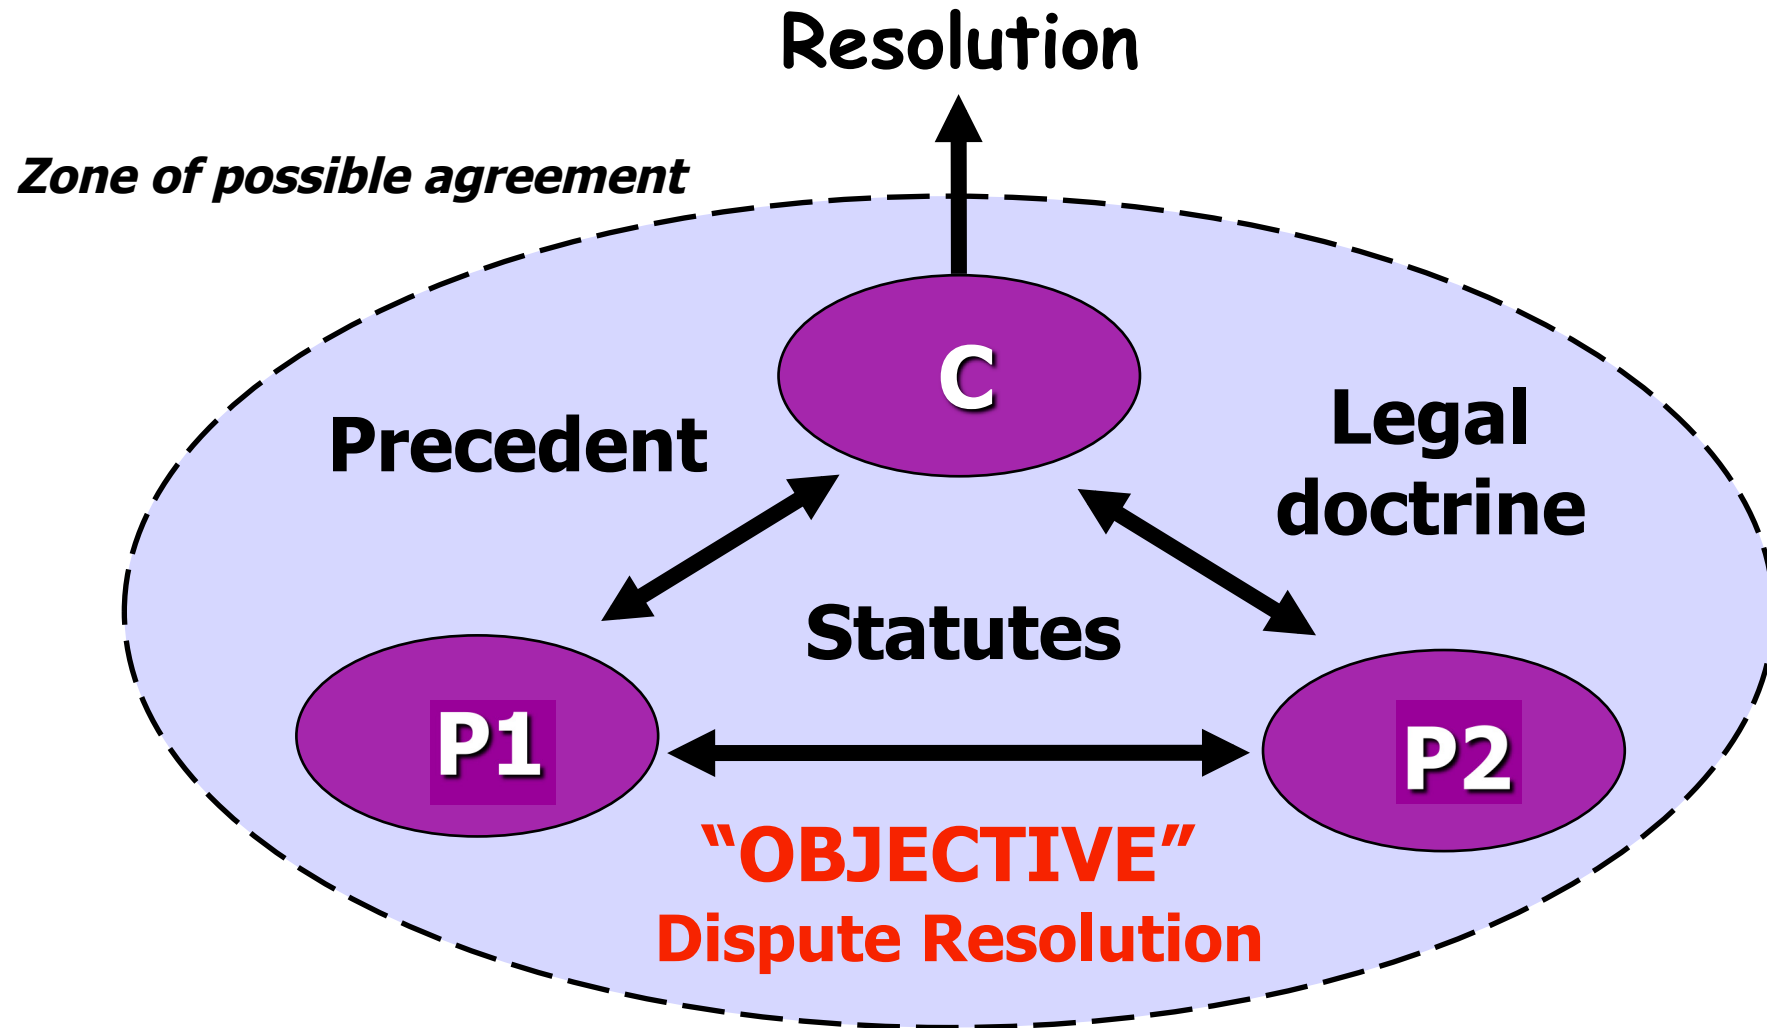 Resolution
Zone of possible agreement
C
Precedent
Legal
doctrine
Statutes
P1
P2
“OBJECTIVE”
Dispute Resolution